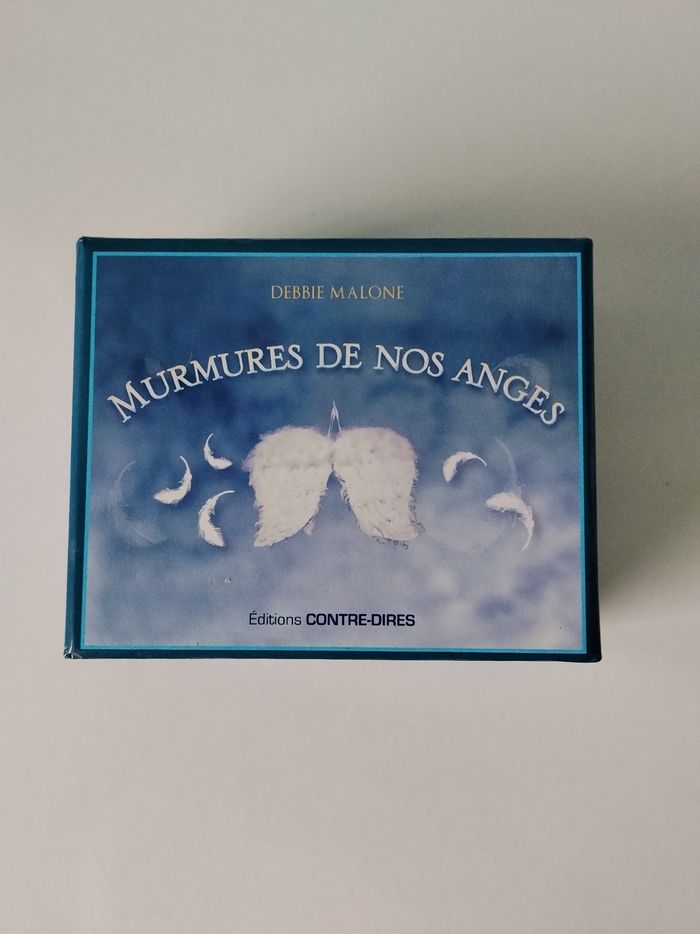 DEBBIE MALONE
MURMURES DE NOS ANGES
Éditions CONTRE-DIRES